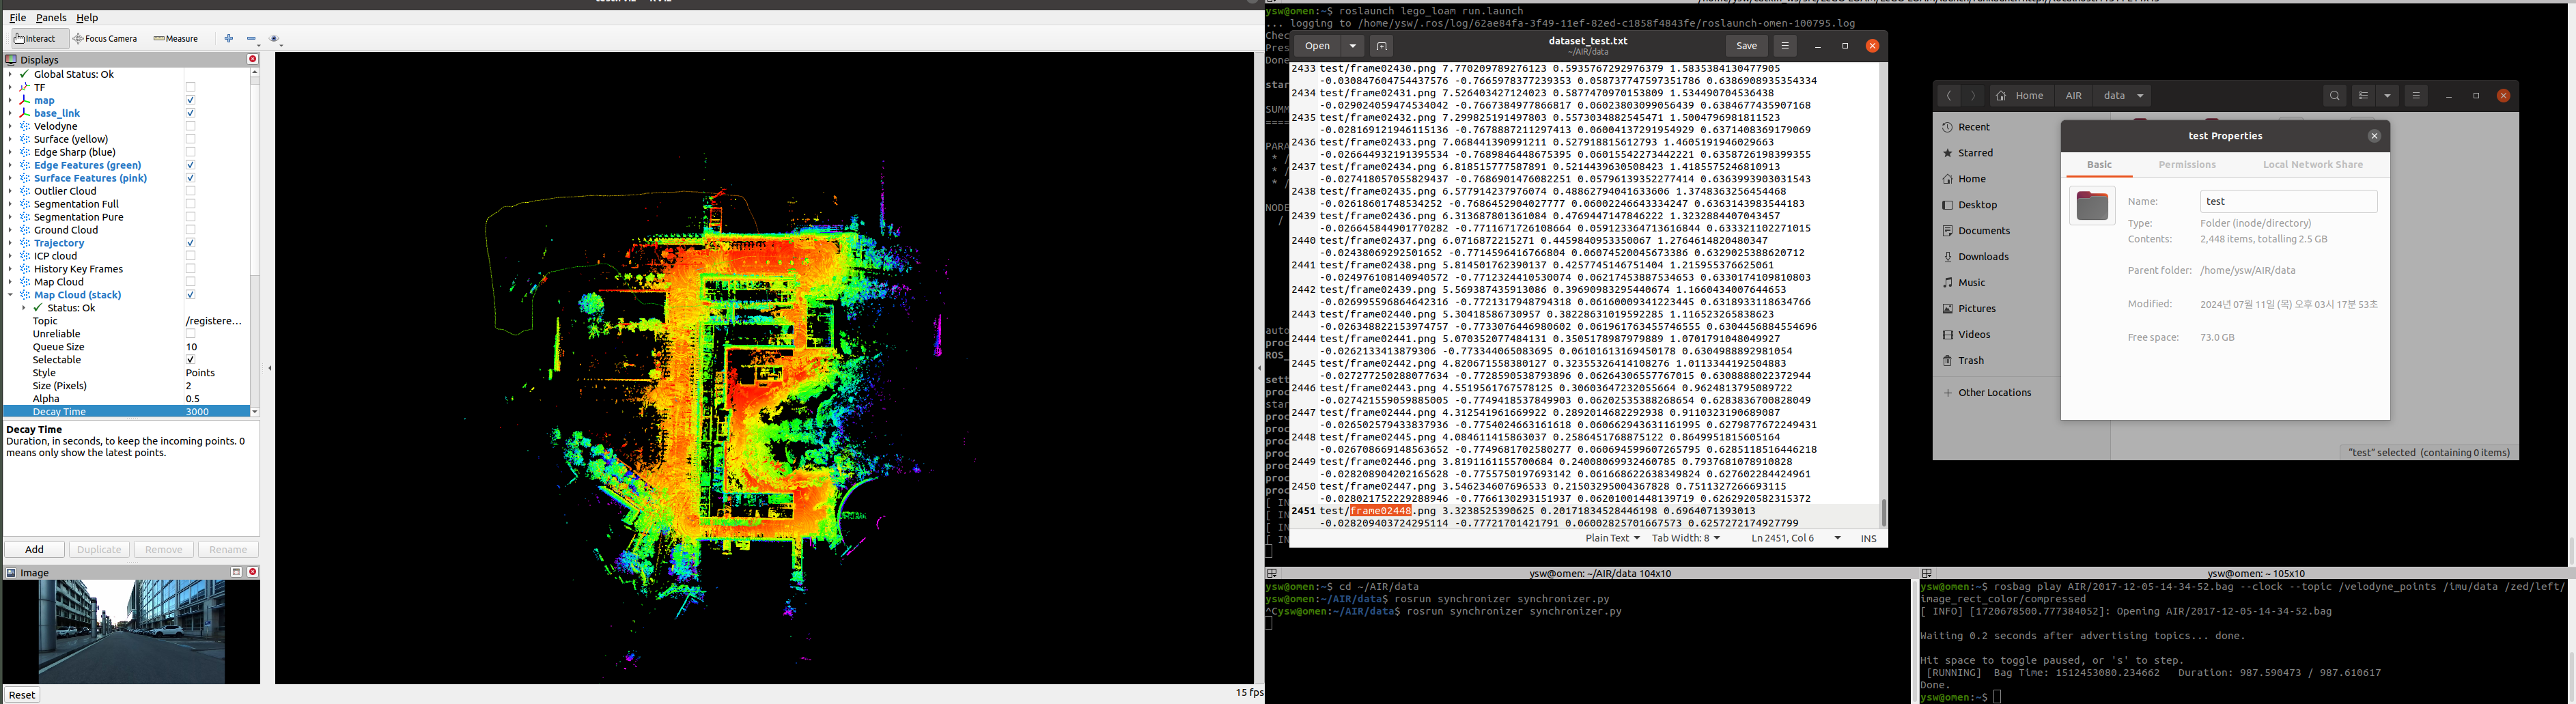 File Panels Help
Interact Focus Camera Measure
Displays
Global Status: Ok
TF
map
base_link
Velodyne
Surface (yellow)
Edge Sharp (blue)
Edge Features (green)
Surface Features (pink)
Outlier Cloud
Segmentation Full
Segmentation Pure
Ground Cloud
Trajectory
ICP cloud
History Key Frames
Map Cloud
Map Cloud (stack)
Status: Ok
Topic /registere...
Unreliable
Queue Size 10
Selectable
Style Points
Size (Pixels) 2
Alpha 0.5
Decay Time 3000
Decay Time
Duration, in seconds, to keep the incoming points. 0
means only show the latest points.
Add Duplicate Remove Rename
Image
Reset
15 fps
ysw@omen:~$ roslaunch lego_loam run.launch
... logging to /home/ysw/.ros/log/62ae84fa-3f49-11ef-82ed-c1858f4843fe/roslaunch-omen-100795.log
Open
dataset_test.txt
~/AIR/data
Save
2433 test/frame02430.png 7.770209789276123 0.5935767292976379 1.5835384130477905
-0.030847604754437576 -0.7665978377239353 0.058737747597351786 0.6386908935354334
2434 test/frame02431.png 7.526403427124023 0.5877470970153809 1.534490704536438
-0.029024059474534042 -0.7667384977866817 0.06023803099056439 0.6384677435907168
2435 test/frame02432.png 7.299825191497803 0.5573034882545471 1.5004796981811523
-0.028169121946115136 -0.7678887211297413 0.06004137291954929 0.6371408369179069
2436 test/frame02433.png 7.068441390991211 0.527918815612793 1.4605191946029663
-0.026644932191395534 -0.7689846448675395 0.060155422734422​21 0.6358726198399355
2437 test/frame02434.png 6.818515777587891 0.5214439630508423 1.4185575246810913
-0.027418057055829437 -0.768690147608​2251 0.05796139352277414 0.6363993903031543
2438 test/frame02435.png 6.577914237976074 0.48862794041633606 1.3748363256454468
-0.02618601748534252 -0.7686452904027777 0.06002246643334247 0.6363143983544183
2439 test/frame02436.png 6.313687801361084 0.4769447147846222 1.3232884407043457
-0.026645844901770282 -0.7711671726108664 0.059123364713616844 0.633321102271015
2440 test/frame02437.png 6.0716872215271 0.4459840953350067 1.2764614820480347
-0.02438069292501652 -0.7714596416766804 0.06074520045673386 0.6329025388620712
2441 test/frame02438.png 5.814501762390137 0.4257745146751404 1.215955376625061
-0.024976108140940572 -0.7712324410530074 0.06217453887534653 0.6330174109810803
2442 test/frame02439.png 5.569387435913086 0.39690983295440674 1.1660434007644653
-0.026995596864642316 -0.7721317948794318 0.06160009341223445 0.6318933118634766
2443 test/frame02440.png 5.30418586730957 0.38228631019592285 1.116523265838623
-0.026348822153974757 -0.7733076446980602 0.061961763455746555 0.6304456884554696
2444 test/frame02441.png 5.070352077484131 0.3505178987979889 1.0701791048049927
-0.0262133413879306 -0.773344065083695 0.06101613169450178 0.63049888929810​54
2445 test/frame02442.png 4.820671558380127 0.32355326414108276 1.0113344192504883
-0.027277250288077634 -0.7728590538793896 0.06264306557767015 0.6308888022372944
2446 test/frame02443.png 4.5519561767578125 0.30603647232055664 0.9624813795089722
-0.027421559059885005 -0.7749418537849903 0.06202535388268654 0.6283836700828049
2447 test/frame02444.png 4.312541961669922 0.2892014682292938 0.9110323190689087
-0.026502579433837936 -0.7754024663161618 0.060662943631161995 0.6279877672249431
2448 test/frame02445.png 4.084611415863037 0.2586451768875122 0.8649951815605164
-0.026708669148563652 -0.7749681702580277 0.060694599607265795 0.6285118516446218
2449 test/frame02446.png 3.8191161155700684 0.24008069932460785 0.7937681078910828
-0.028208904202165628 -0.7755750197693142 0.06166862263834982​4 0.627602284424961
2450 test/frame02447.png 3.546234607696533 0.21503295004367828 0.7511327266693115
-0.028021752229288946 -0.7766130293151937 0.06201001448139719 0.6262920582315372
2451 test/frame02448.png 3.3238525390625 0.20171834528446198 0.6964071393013
-0.028209403724295114 -0.77721701421791 0.06002825701667573 0.6257272174927799
Plain Text Tab Width: 8 Ln 2451, Col 6 INS
Home AIR data
Recent
Starred
Home
Desktop
Documents
Downloads
Music
Pictures
Videos
Trash
Other Locations
test Properties
Basic Permissions Local Network Share
Name: test
Type: Folder (inode/directory)
Contents: 2,448 items, totalling 2.5 GB
Parent folder: /home/ysw/AIR/data
Modified: 2024년 07월 11일 (목) 오후 03시 17분 53초
Free space: 73.0 GB
"test" selected (containing 0 items)
ysw@omen: ~/AIR/data 104x10
ysw@omen:~$ cd ~/AIR/data
ysw@omen:~/AIR/data$ rosrun synchronizer synchronizer.py
^Cysw@omen:~/AIR/data$ rosrun synchronizer synchronizer.py
ysw@omen: ~ 105x10
ysw@omen:~$ rosbag play AIR/2017-12-05-14-34-52.bag --clock --topic /velodyne_points /imu/data /zed/left/
image_rect_color/compressed
[ INFO] [1720678500.777384052]: Opening AIR/2017-12-05-14-34-52.bag
Waiting 0.2 seconds after advertising topics... done.
Hit space to toggle paused, or 's' to step.
[RUNNING] Bag Time: 1512453080.234662 Duration: 987.590473 / 987.610617
Done.
ysw@omen:~$